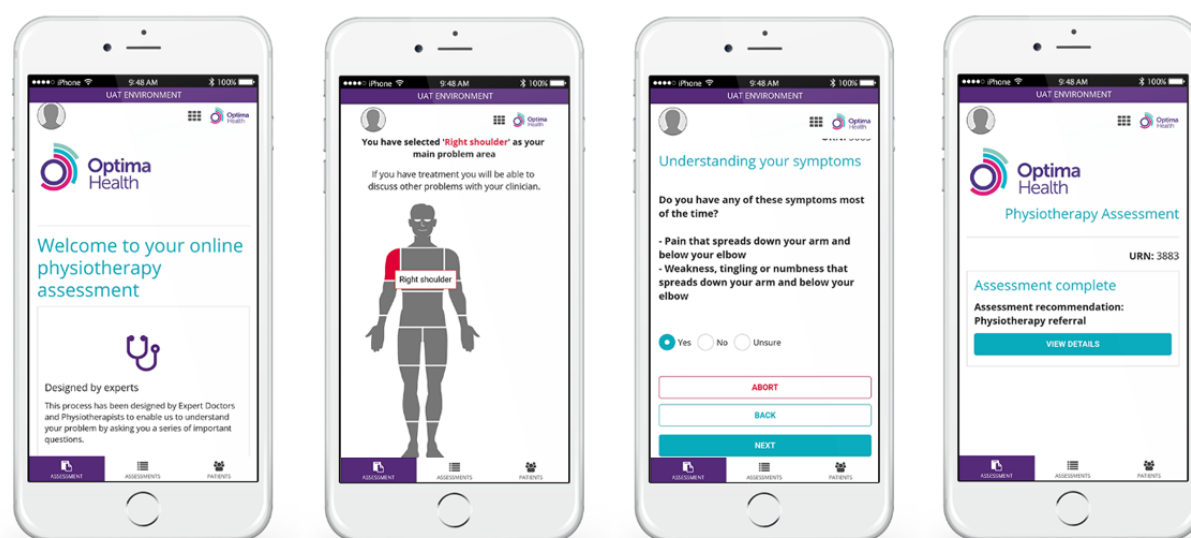 iPhone 9:48 AM 100%
UAT ENVIRONMENT
Optima
Health
Optima
Health
Welcome to your online
physiotherapy
assessment
Designed by experts
This process has been designed by Expert Doctors
and Physiotherapists to enable us to understand
your problem by asking you a series of important
questions.
ASSESSMENT ASSESSMENTS PATIENTS
iPhone 9:48 AM 100%
UAT ENVIRONMENT
Optima
Health
You have selected 'Right shoulder' as your
main problem area
If you have treatment you will be able to
discuss other problems with your clinician.
Right shoulder
ASSESSMENT ASSESSMENTS PATIENTS
iPhone 9:48 AM 100%
UAT ENVIRONMENT
Optima
Health
Understanding your symptoms
Do you have any of these symptoms most
of the time?
- Pain that spreads down your arm and
below your elbow
- Weakness, tingling or numbness that
spreads down your arm and below your
elbow
Yes No Unsure
ABORT
BACK
NEXT
ASSESSMENT ASSESSMENTS PATIENTS
iPhone 9:48 AM 100%
UAT ENVIRONMENT
Optima
Health
Optima
Health
Physiotherapy Assessment
URN: 3883
Assessment complete
Assessment recommendation:
Physiotherapy referral
VIEW DETAILS
ASSESSMENT ASSESSMENTS PATIENTS